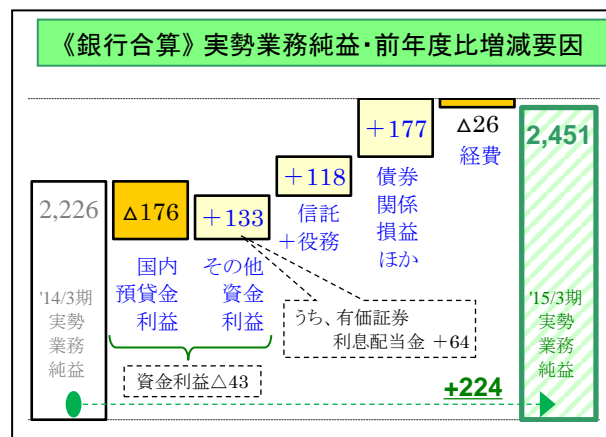 《銀行合算》 実勢業務純益・前年度比増減要因
2,226
'14/3期
実勢
業務
純益
△176
国内
預貸金
利益
+133
その他
資金
利益
資金利益△43
+118
信託
+役務
+177
債券
関係
損益
ほか
△26
経費
うち、有価証券
利息配当金 +64
2,451
'15/3期
実勢
業務
純益
+224